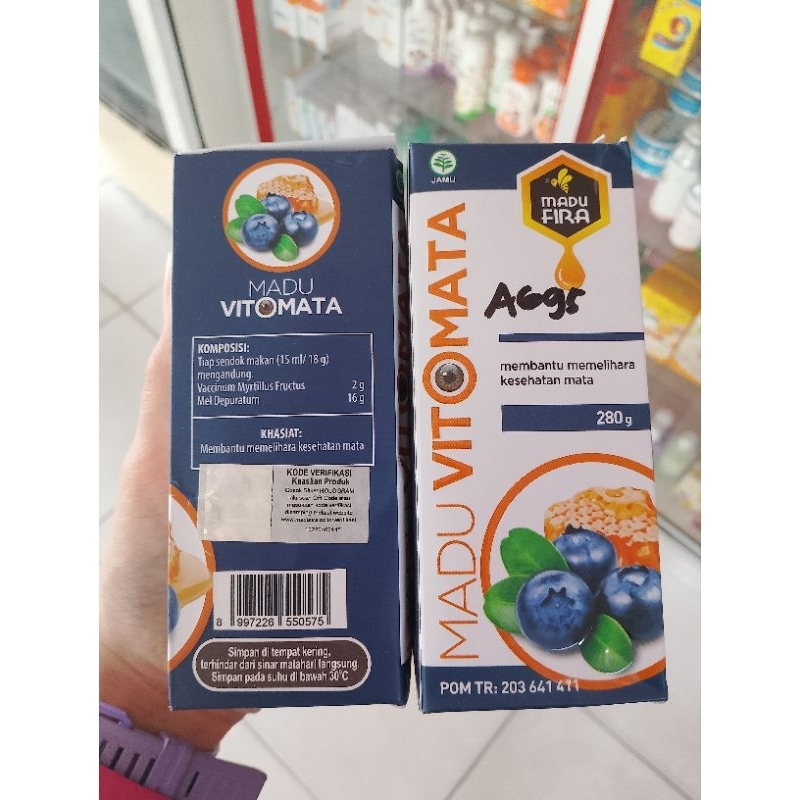 MADU
VITOMATA
KOMPOSISI:
Tiap sendok makan (15 ml/ 18 g)
mengandung:
Vaccinum Myrtillus Fructus 2 g
Mel Depuratum 16 g
KHASIAT:
Membantu memelihara kesehatan mata
KODE VERIFIKASI
Keaslian Produk
8 997226 550575
Simpan di tempat kering,
terhindar dari sinar matahari langsung.
Simpan pada suhu di bawah 30°C
JAMU
MADU
FIRA
MADU VITOMATA
A695
membantu memelihara
kesehatan mata
280 g
POM TR: 203 641 411